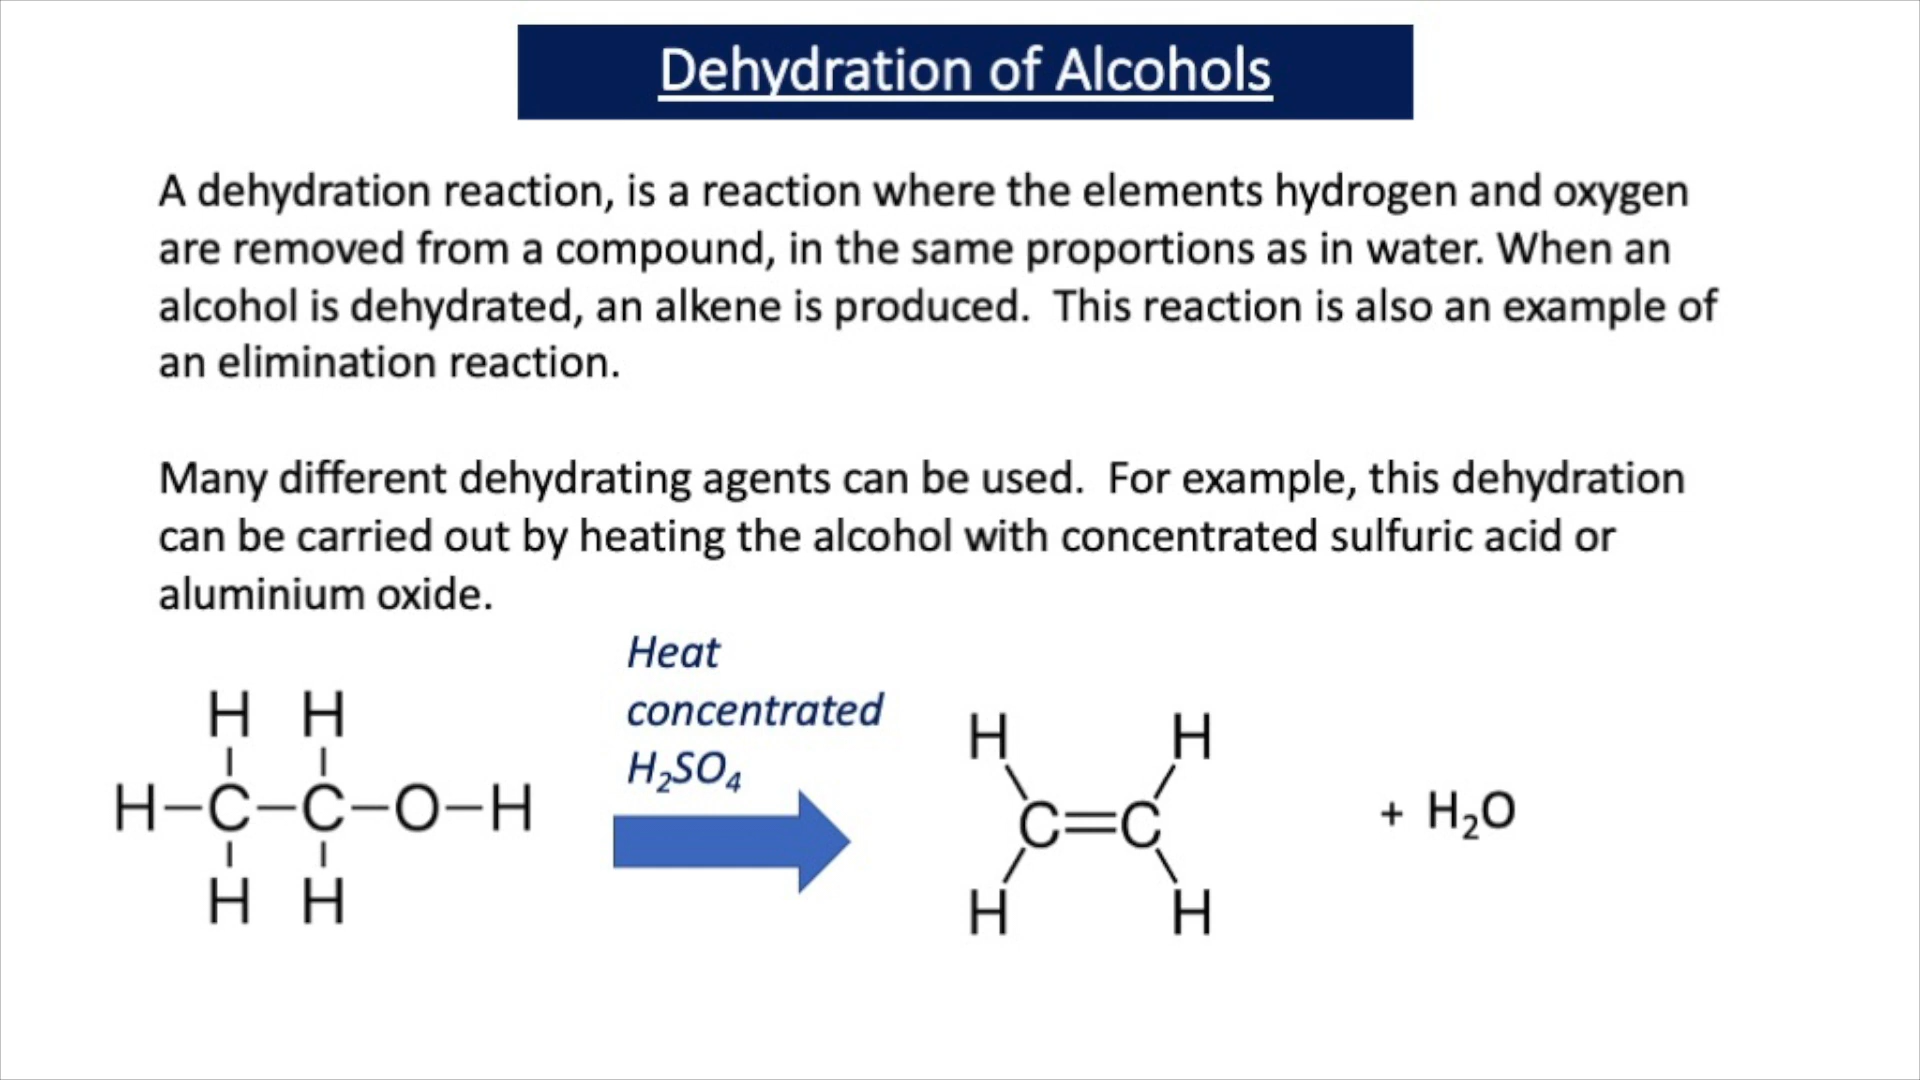 Dehydration of Alcohols
A dehydration reaction, is a reaction where the elements hydrogen and oxygen
are removed from a compound, in the same proportions as in water. When an
alcohol is dehydrated, an alkene is produced.  This reaction is also an example of
an elimination reaction.
Many different dehydrating agents can be used.  For example, this dehydration
can be carried out by heating the alcohol with concentrated sulfuric acid or
aluminium oxide.
Heat
concentrated
H₂SO₄
H H
H–C–C–O–H
H H
H H
C=C
H H
+ H₂O